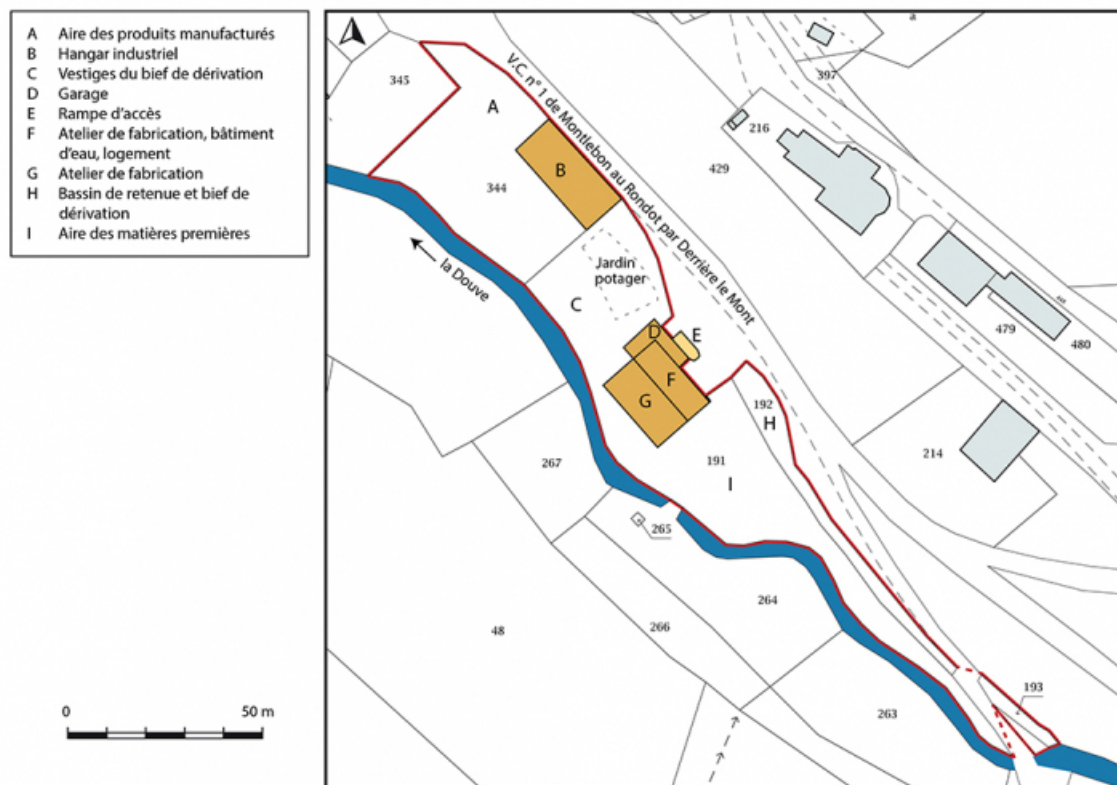 A Aire des produits manufacturés
B Hangar industriel
C Vestiges du bief de dérivation
D Garage
E Rampe d'accès
F Atelier de fabrication, bâtiment
d'eau, logement
G Atelier de fabrication
H Bassin de retenue et bief de
dérivation
I Aire des matières premières
0 50 m
345
A
V.C. n° 1 de Montlebon au Rondot par Derrière le Mont
397
216
429
B
344
la Douve
Jardin
potager
C
D
E
479
480
F
G
192
H
214
267
191
I
265
264
266
48
193
263